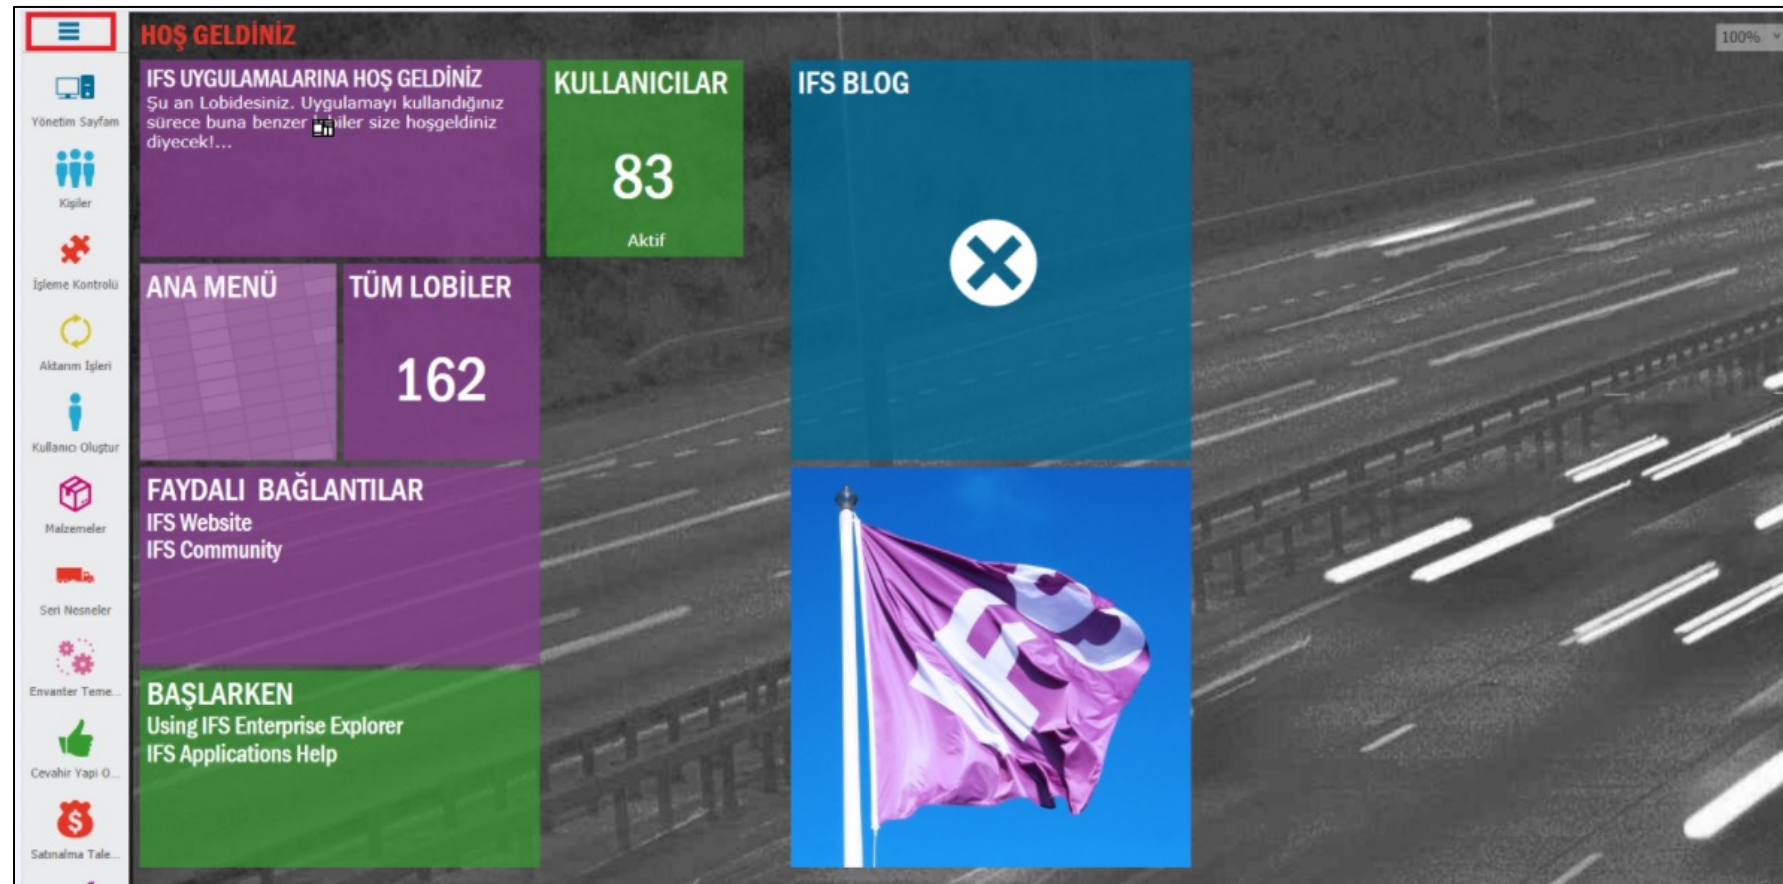 HOŞ GELDİNİZ
100%
Yönetim Sayfam
Kişiler
İşleme Kontrolü
Aktarım İşleri
Kullanıcı Oluştur
Malzemeler
Seri Nesneler
Envanter Teme...
Cevahir Yapi O...
Satınalma Tale...
IFS UYGULAMALARINA HOŞ GELDİNİZ
Şu an Lobidesiniz. Uygulamayı kullandığınız
sürece buna benzer size hoşgeldiniz
diyecek!...
KULLANICILAR
83
Aktif
ANA MENÜ
TÜM LOBİLER
162
FAYDALI BAĞLANTILAR
IFS Website
IFS Community
BAŞLARKEN
Using IFS Enterprise Explorer
IFS Applications Help
IFS BLOG
IFS